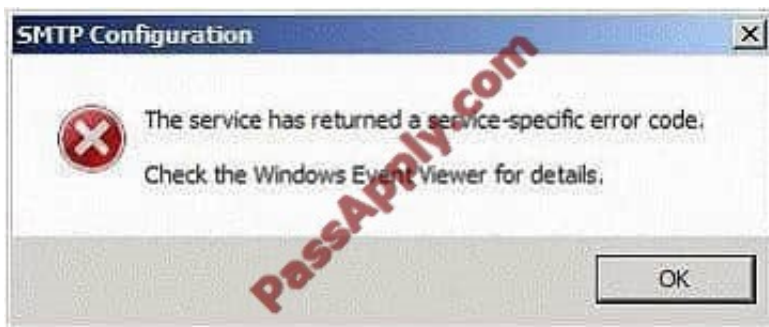 SMTP Configuration
The service has returned a service-specific error code.
Check the Windows Event Viewer for details.
PassApply.com
OK